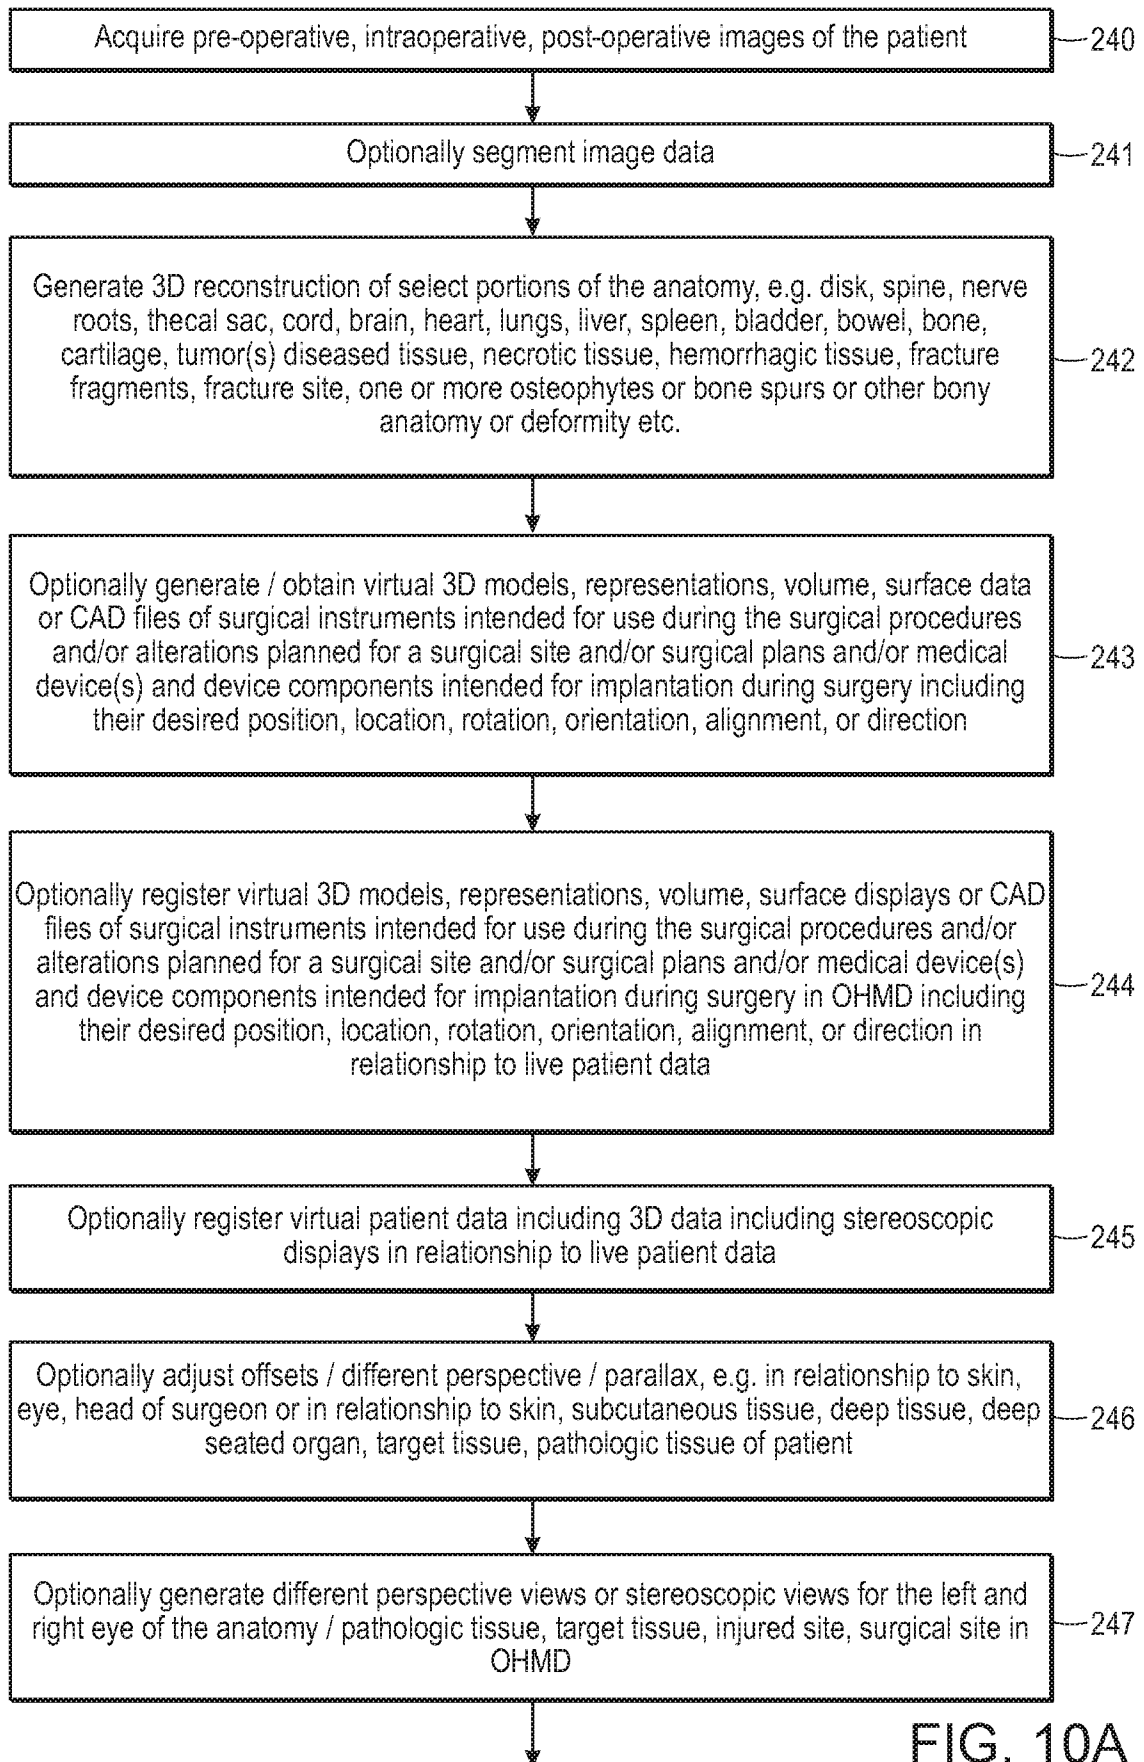 Acquire pre-operative, intraoperative, post-operative images of the patient
240
Optionally segment image data
241
Generate 3D reconstruction of select portions of the anatomy, e.g. disk, spine, nerve
roots, thecal sac, cord, brain, heart, lungs, liver, spleen, bladder, bowel, bone,
cartilage, tumor(s) diseased tissue, necrotic tissue, hemorrhagic tissue, fracture
fragments, fracture site, one or more osteophytes or bone spurs or other bony
anatomy or deformity etc.
242
Optionally generate / obtain virtual 3D models, representations, volume, surface data
or CAD files of surgical instruments intended for use during the surgical procedures
and/or alterations planned for a surgical site and/or surgical plans and/or medical
device(s) and device components intended for implantation during surgery including
their desired position, location, rotation, orientation, alignment, or direction
243
Optionally register virtual 3D models, representations, volume, surface displays or CAD
files of surgical instruments intended for use during the surgical procedures and/or
alterations planned for a surgical site and/or surgical plans and/or medical device(s)
and device components intended for implantation during surgery in OHMD including
their desired position, location, rotation, orientation, alignment, or direction in
relationship to live patient data
244
Optionally register virtual patient data including 3D data including stereoscopic
displays in relationship to live patient data
245
Optionally adjust offsets / different perspective / parallax, e.g. in relationship to skin,
eye, head of surgeon or in relationship to skin, subcutaneous tissue, deep tissue, deep
seated organ, target tissue, pathologic tissue of patient
246
Optionally generate different perspective views or stereoscopic views for the left and
right eye of the anatomy / pathologic tissue, target tissue, injured site, surgical site in
OHMD
247
FIG. 10A